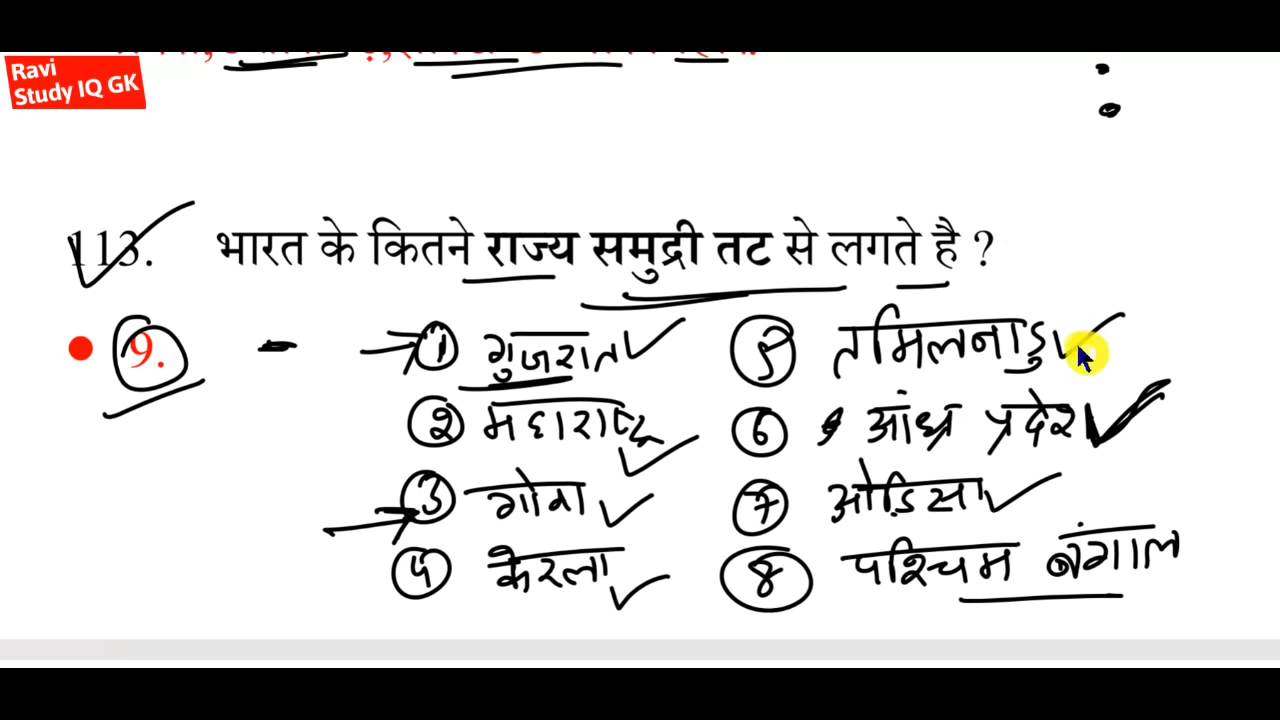 Ravi
Study IQ GK
113. भारत के कितने राज्य समुद्री तट से लगते है ?
9. - → ① गुजरात ⑤ तमिलनाडु
② महाराष्ट्र ⑥ आंध्र प्रदेश
→ ③ गोवा ⑦ ओडिसा
④ केरला ⑧ पश्चिम बंगाल